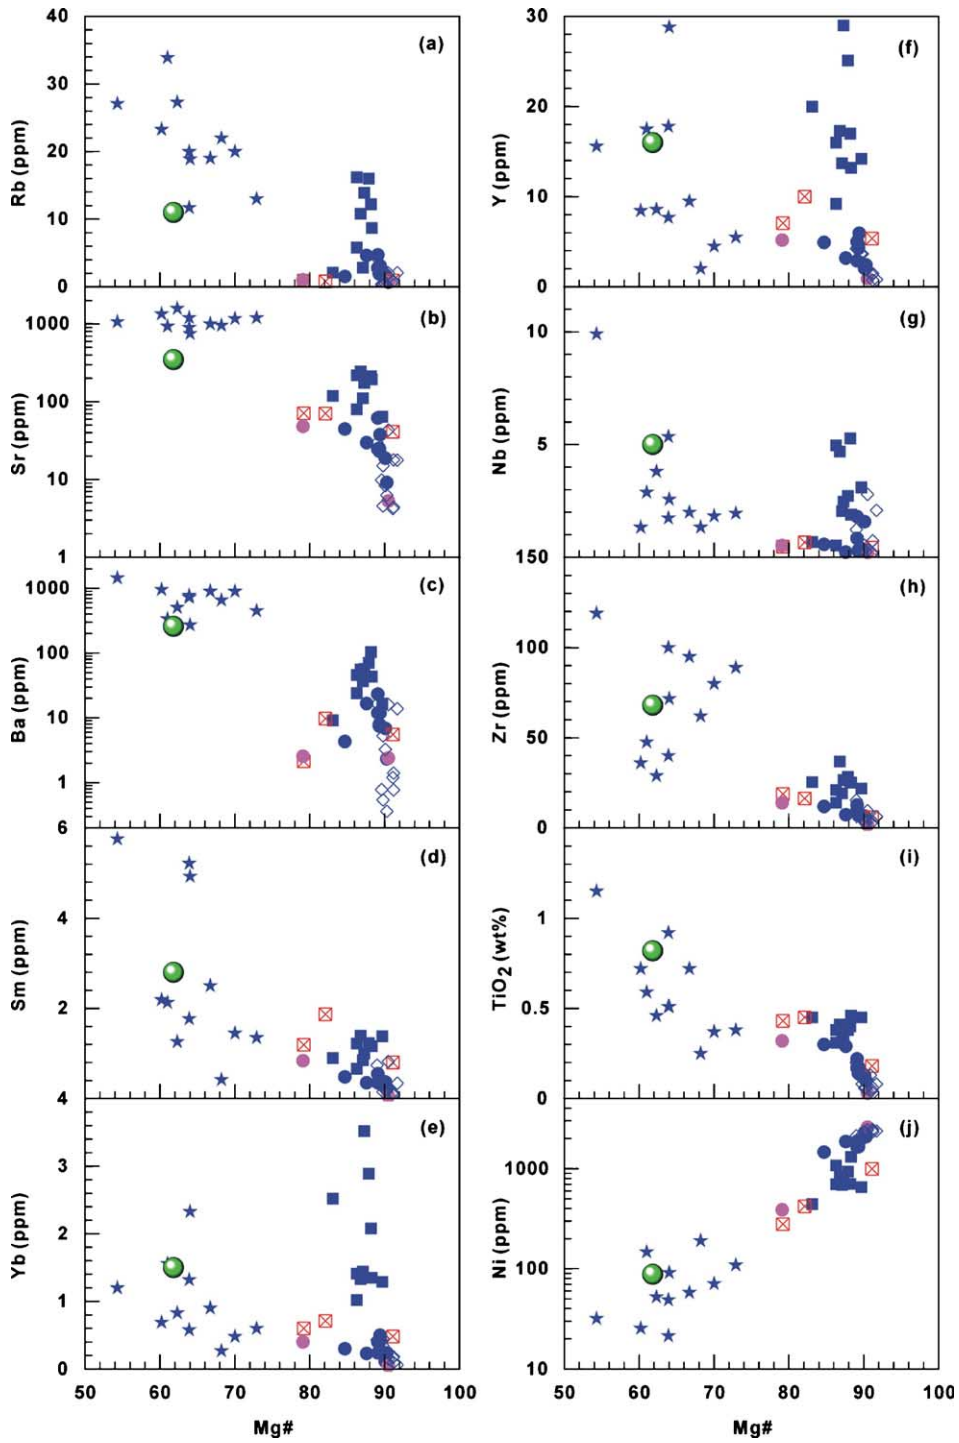 40
30
20
10
0
Rb (ppm)
(a)
30
20
10
0
Y (ppm)
(f)
1000
100
10
1
Sr (ppm)
(b)
10
5
Nb (ppm)
(g)
1000
100
10
1
Ba (ppm)
(c)
150
100
50
0
Zr (ppm)
(h)
6
4
2
Sm (ppm)
(d)
1
0.5
0
TiO2 (wt%)
(i)
4
3
2
1
0
Yb (ppm)
(e)
1000
100
10
Ni (ppm)
(j)
50 60 70 80 90 100
Mg#
50 60 70 80 90 100
Mg#